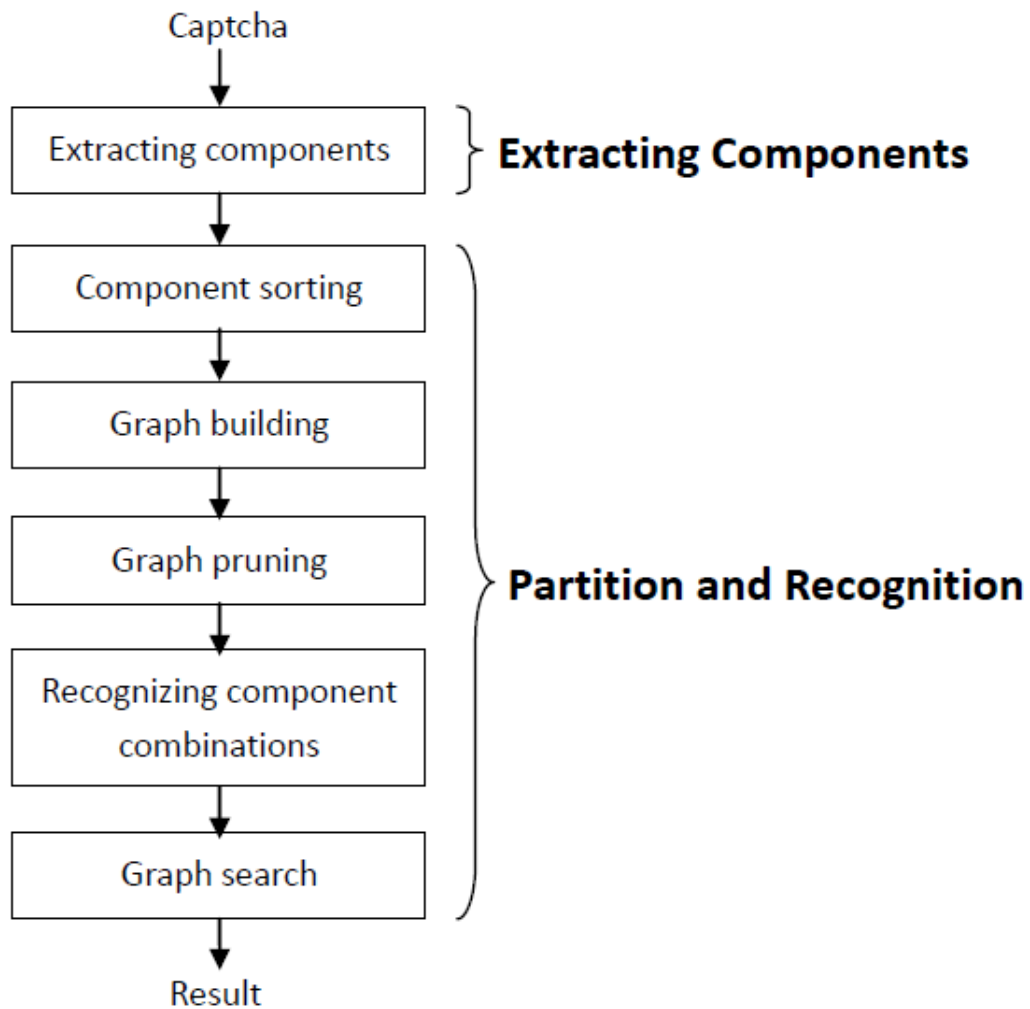 Captcha
Extracting components
Extracting Components
Component sorting
Graph building
Graph pruning
Partition and Recognition
Recognizing component
combinations
Graph search
Result